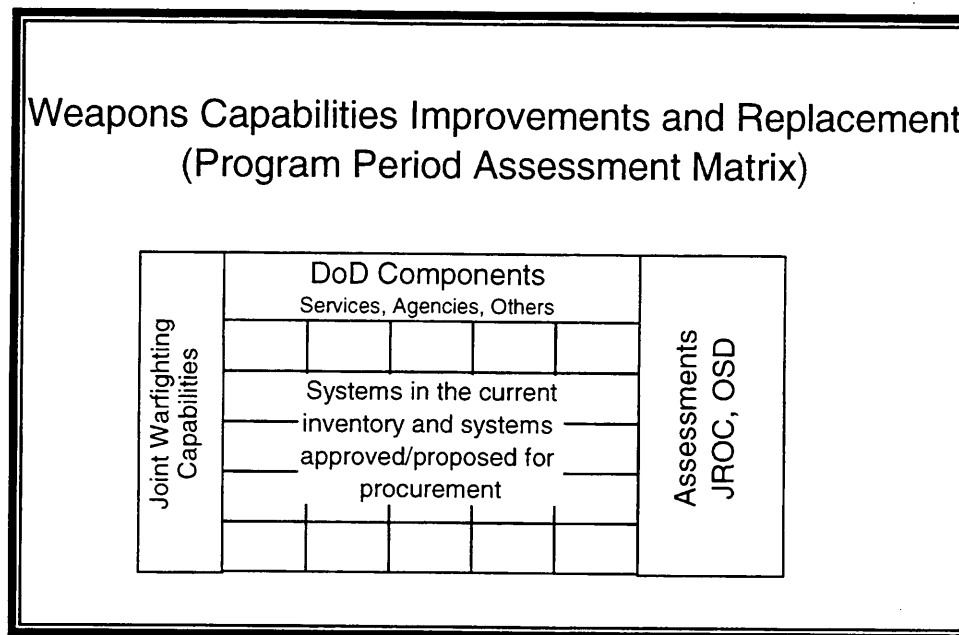 Weapons Capabilities Improvements and Replacement
(Program Period Assessment Matrix)
Joint Warfighting
Capabilities
DoD Components
Services, Agencies, Others
Systems in the current
inventory and systems
approved/proposed for
procurement
Assessments
JROC, OSD